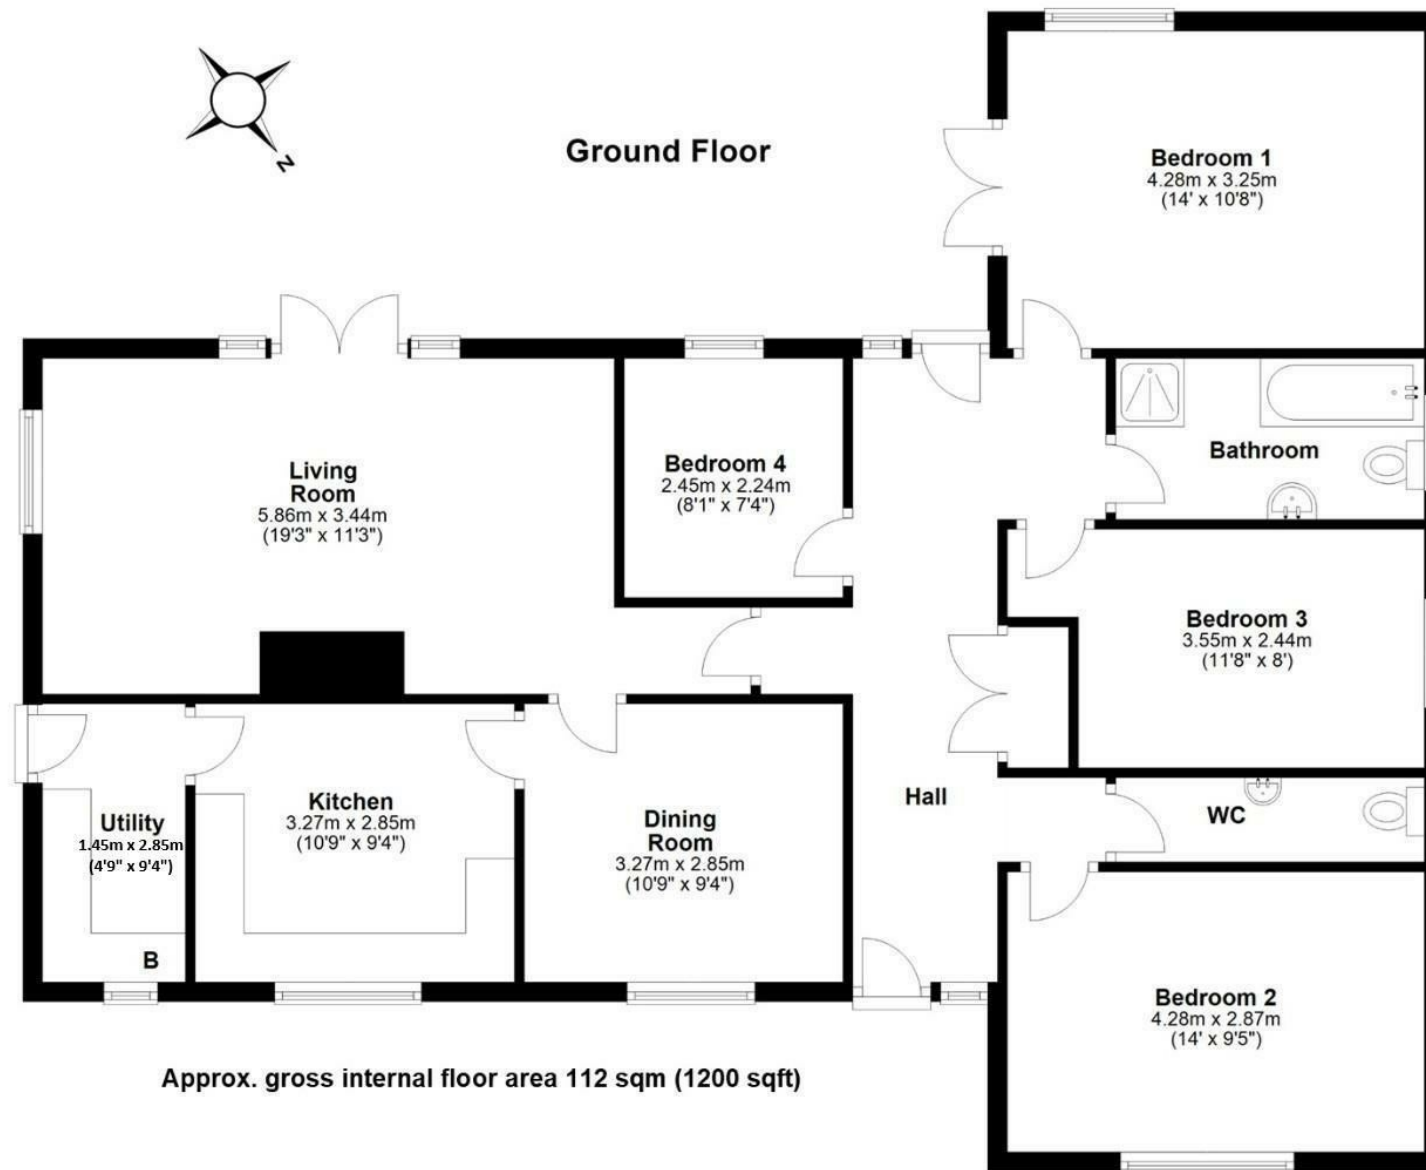 N
Ground Floor
Bedroom 1
4.28m x 3.25m
(14' x 10'8")
Living
Room
5.86m x 3.44m
(19'3" x 11'3")
Bedroom 4
2.45m x 2.24m
(8'1" x 7'4")
Bathroom
Bedroom 3
3.55m x 2.44m
(11'8" x 8')
Utility
1.45m x 2.85m
(4'9" x 9'4")
B
Kitchen
3.27m x 2.85m
(10'9" x 9'4")
Dining
Room
3.27m x 2.85m
(10'9" x 9'4")
Hall
WC
Bedroom 2
4.28m x 2.87m
(14' x 9'5")
Approx. gross internal floor area 112 sqm (1200 sqft)